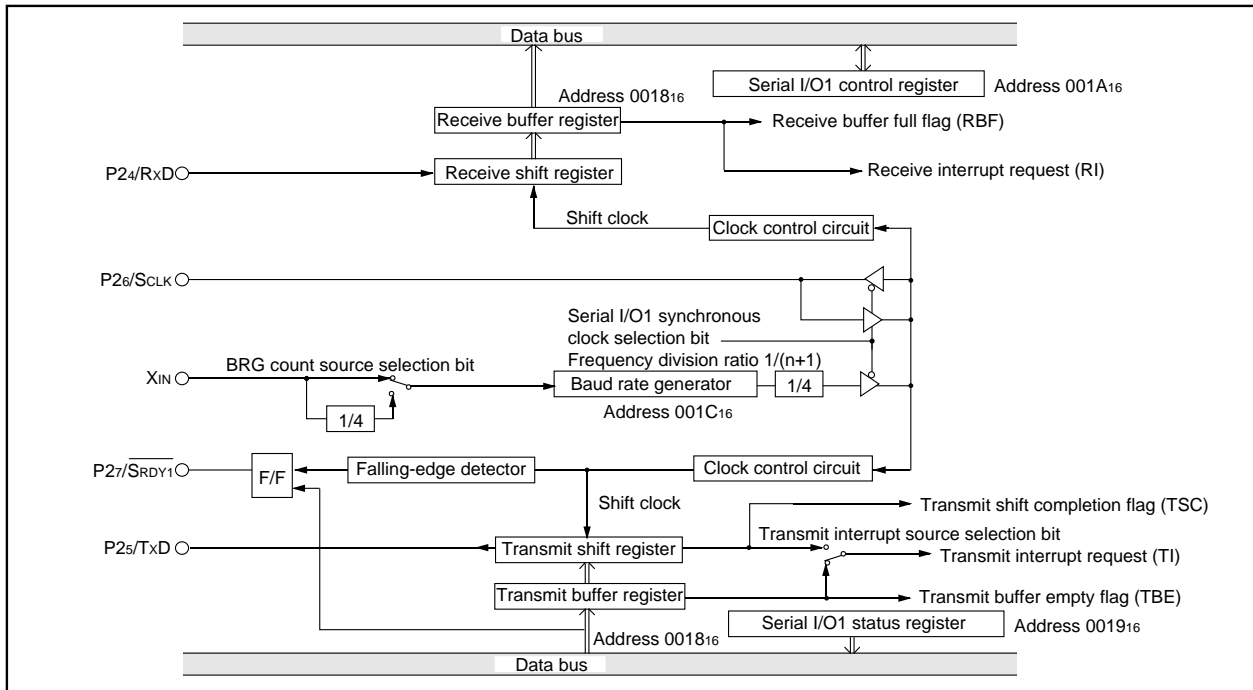 Data bus
Serial I/O1 control register Address 001A16
Address 001816
Receive buffer register Receive buffer full flag (RBF)
P24/RXD Receive shift register Receive interrupt request (RI)
Shift clock Clock control circuit
P26/SCLK
Serial I/O1 synchronous
clock selection bit
BRG count source selection bit Frequency division ratio 1/(n+1)
XIN Baud rate generator 1/4
1/4 Address 001C16
P27/SRDY1 F/F Falling-edge detector Clock control circuit
Shift clock Transmit shift completion flag (TSC)
Transmit interrupt source selection bit
P25/TXD Transmit shift register Transmit interrupt request (TI)
Transmit buffer register Transmit buffer empty flag (TBE)
Address 001816 Serial I/O1 status register Address 001916
Data bus